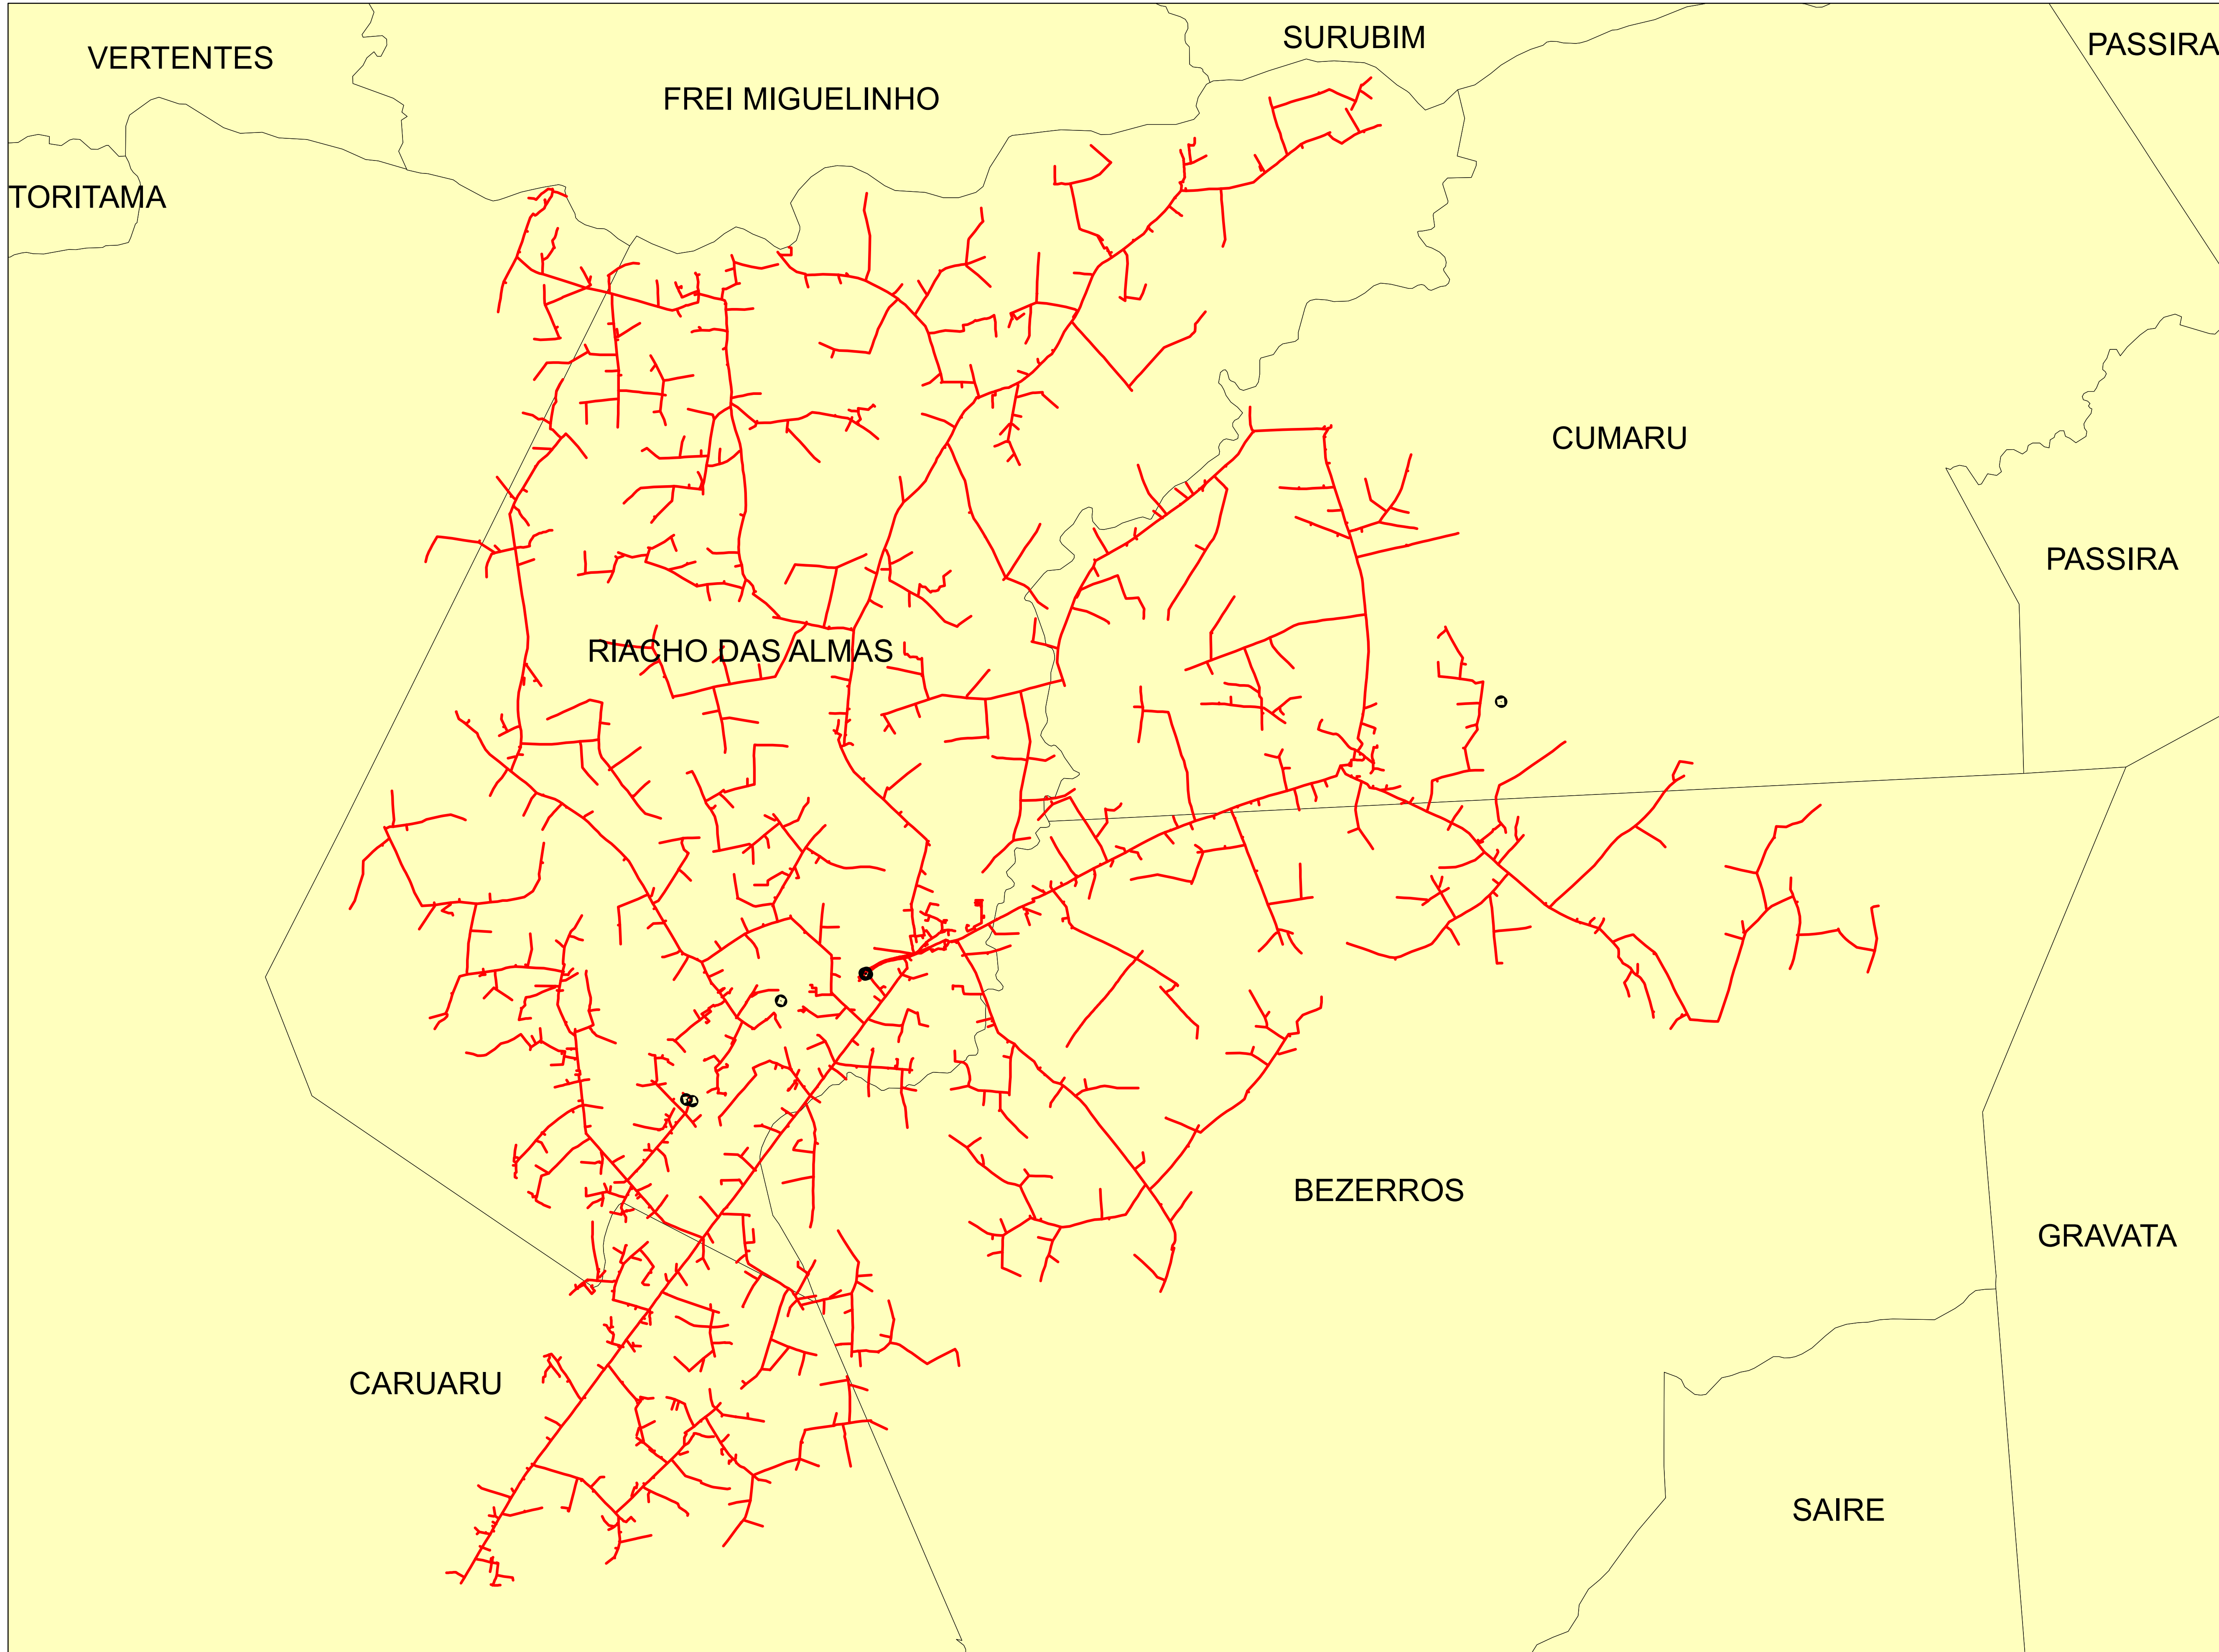 SURUBIM
PASSIRA
VERTENTES
FREI MIGUELINHO
TORITAMA
CUMARU
PASSIRA
RIACHO DAS ALMAS
BEZERROS
GRAVATA
CARUARU
SAIRE